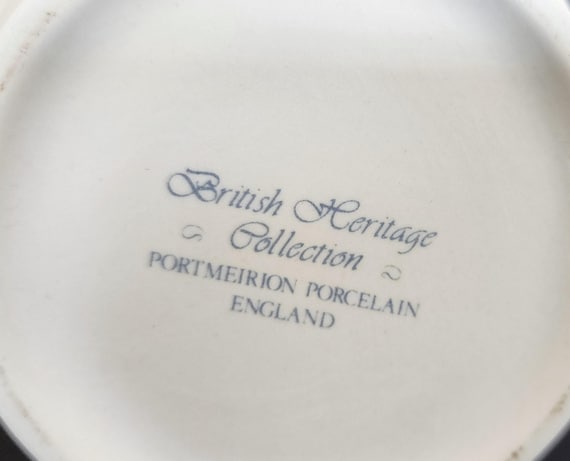 British Heritage
Collection
PORTMEIRION PORCELAIN
ENGLAND